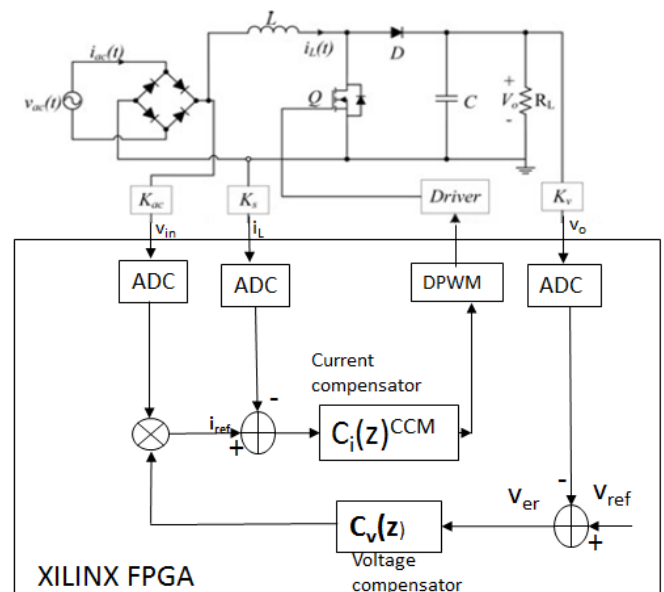 L
i_ac(t)
i_L(t)
D
v_ac(t)
Q
C
+
V_o
-
R_L
K_ac
K_s
Driver
K_v
v_in
i_L
v_o
ADC
ADC
DPWM
ADC
Current
compensator
-
i_ref
+
C_i(z)^CCM
-
V_er
V_ref
+
C_v(z)
Voltage
compensator
XILINX FPGA